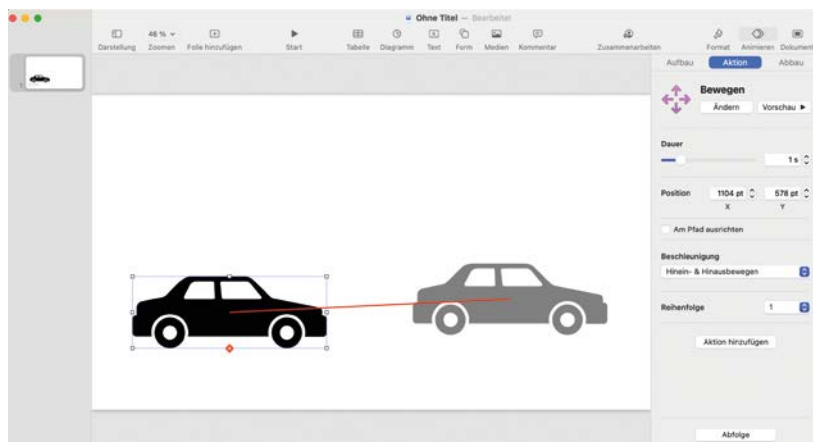 Ohne Titel — Bearbeitet
46 %
Darstellung Zoomen Folie hinzufügen Start Tabelle Diagramm Text Form Medien Kommentar Zusammenarbeiten Format Animieren Dokument
Aufbau Aktion Abbau
1
Bewegen
Ändern Vorschau
Dauer
1 s
Position 1104 pt 578 pt
X Y
Am Pfad ausrichten
Beschleunigung
Hinein- & Hinausbewegen
Reihenfolge 1
Aktion hinzufügen
Abfolge